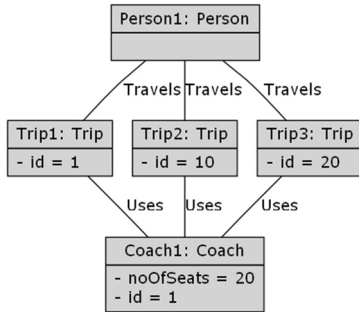 Person1: Person
Travels Travels Travels
Trip1: Trip
- id = 1
Trip2: Trip
- id = 10
Trip3: Trip
- id = 20
Uses Uses Uses
Coach1: Coach
- noOfSeats = 20
- id = 1